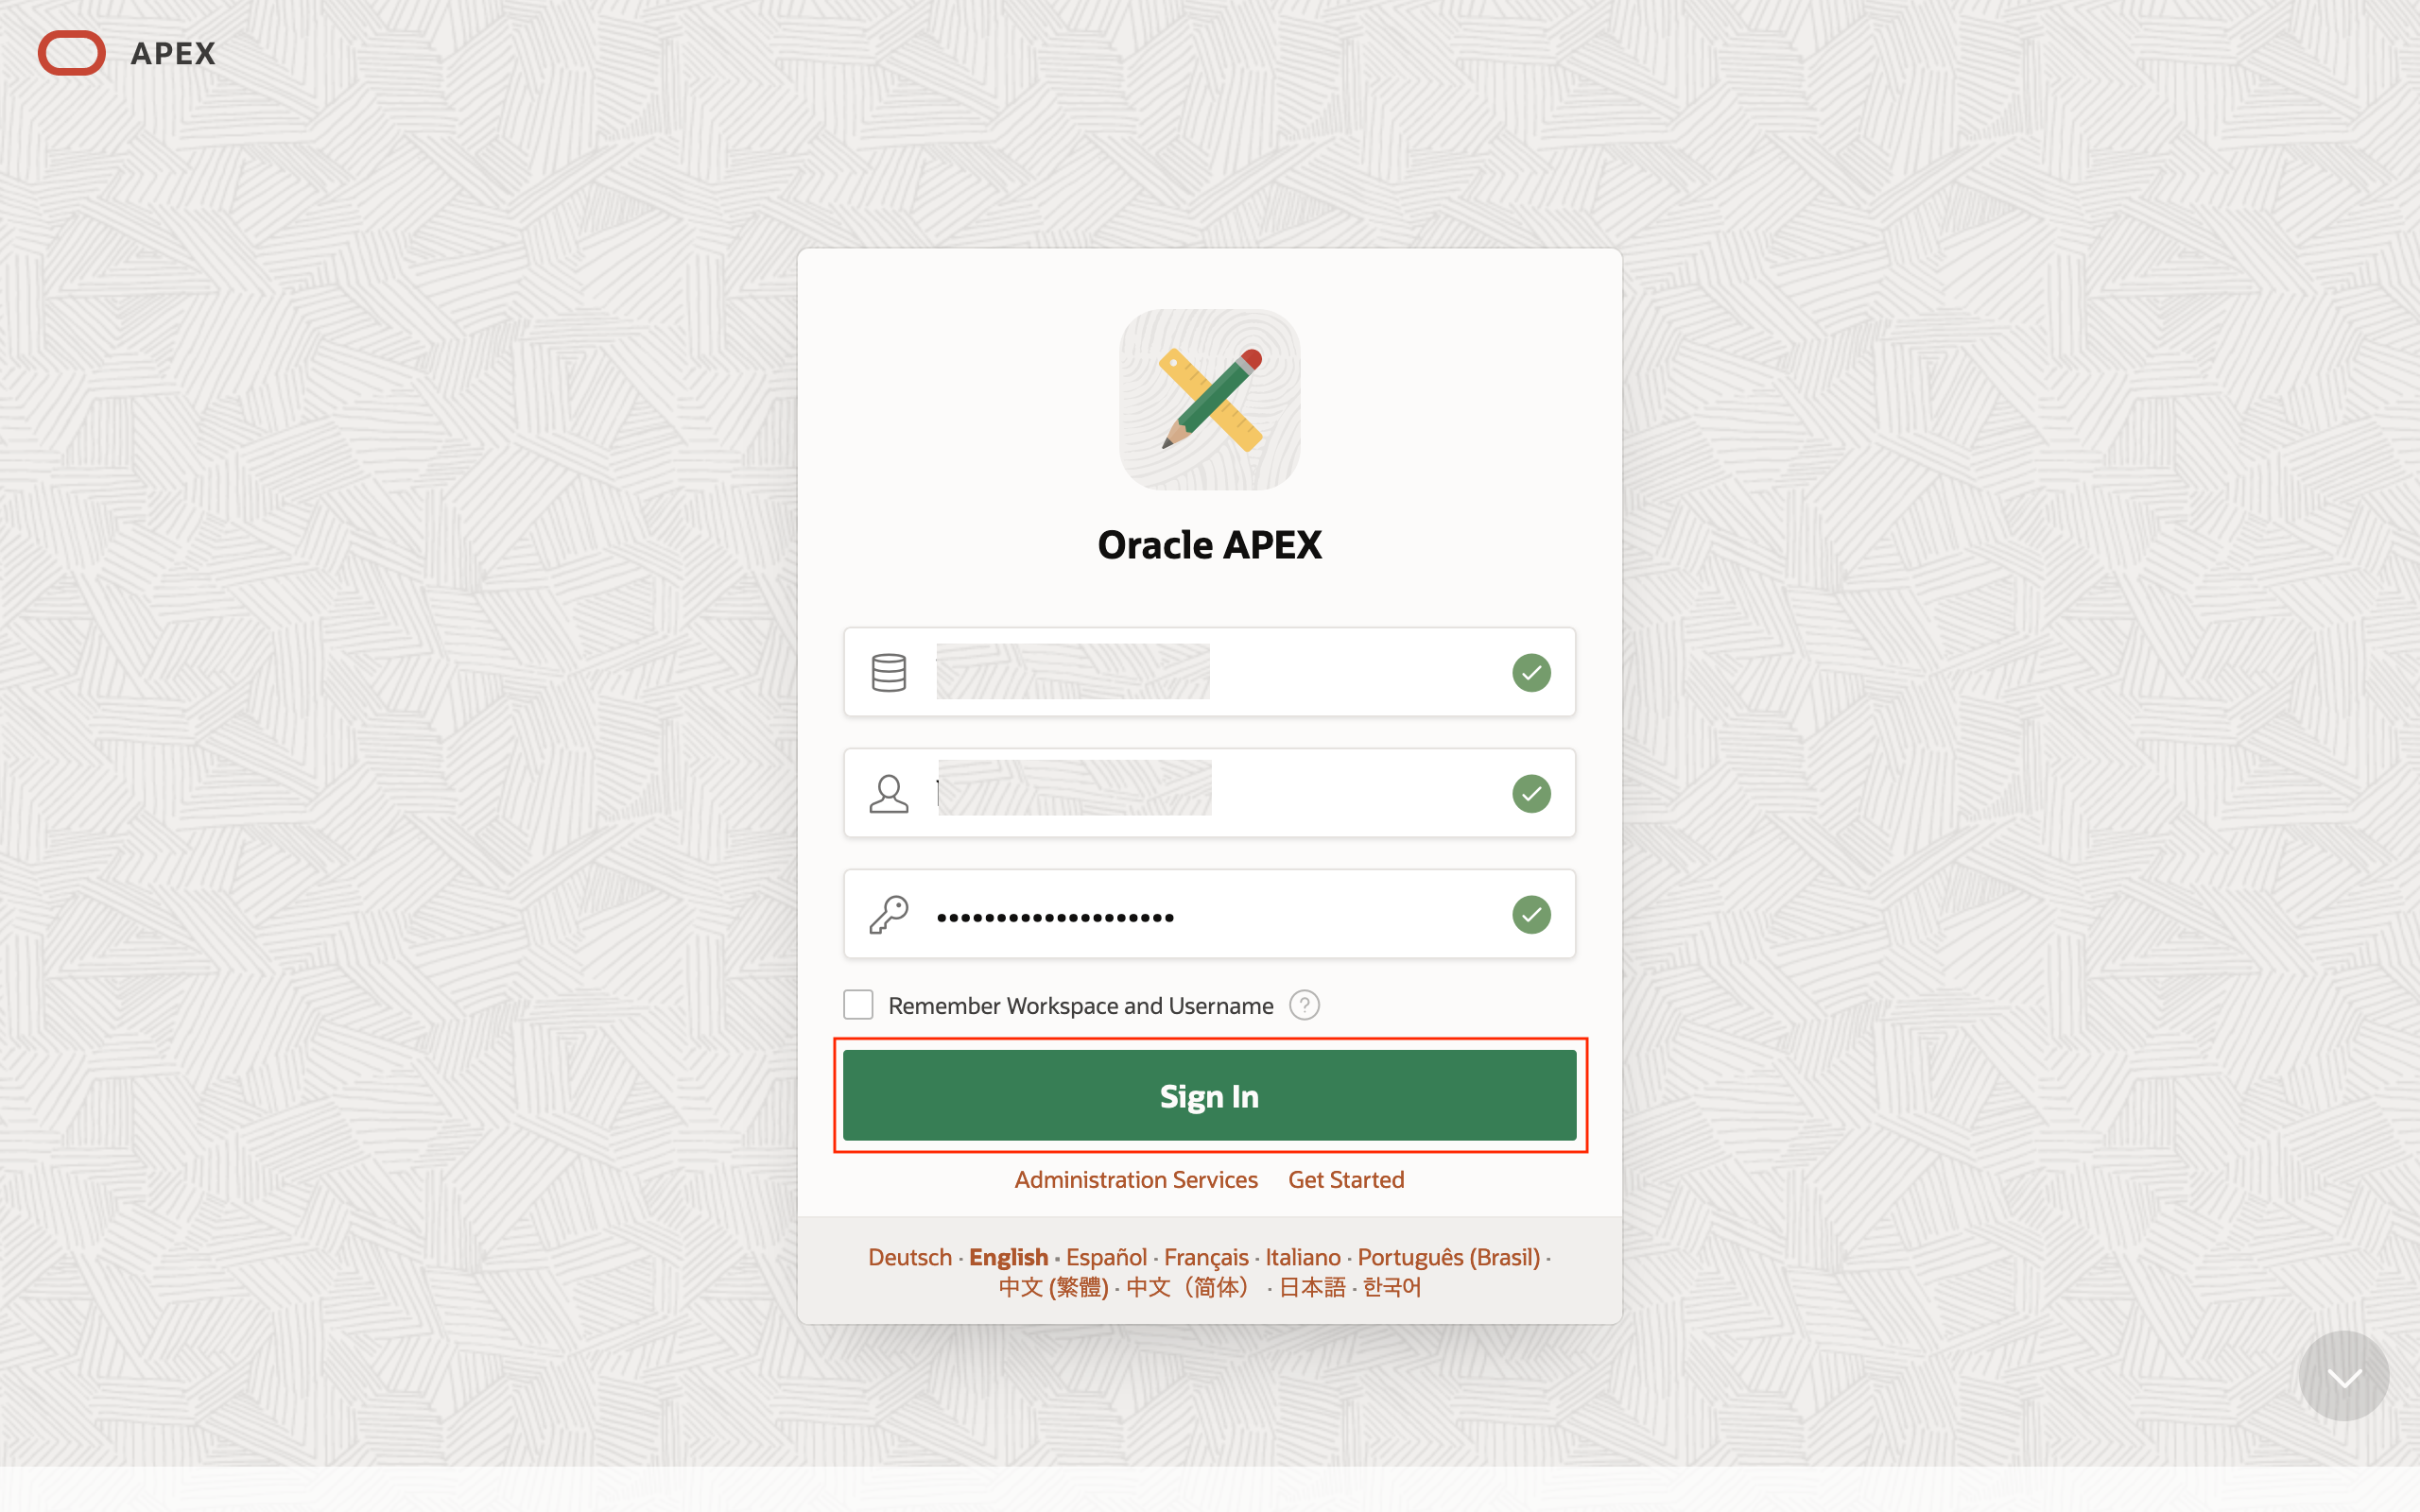 APEX
Oracle APEX
••••••••••••••••••••
Remember Workspace and Username ?
Sign In
Administration Services Get Started
Deutsch · English · Español · Français · Italiano · Português (Brasil) ·
中文 (繁體) · 中文（简体） · 日本語 · 한국어